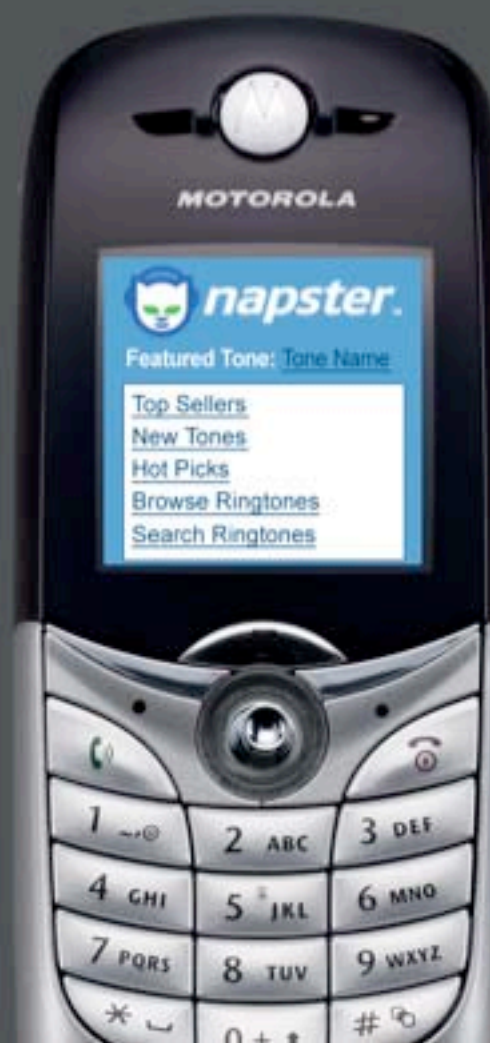 MOTOROLA
napster.
Featured Tone: Tone Name
Top Sellers
New Tones
Hot Picks
Browse Ringtones
Search Ringtones
1
2 ABC
3 DEF
4 GHI
5 JKL
6 MNO
7 PQRS
8 TUV
9 WXYZ
*
0 +
#